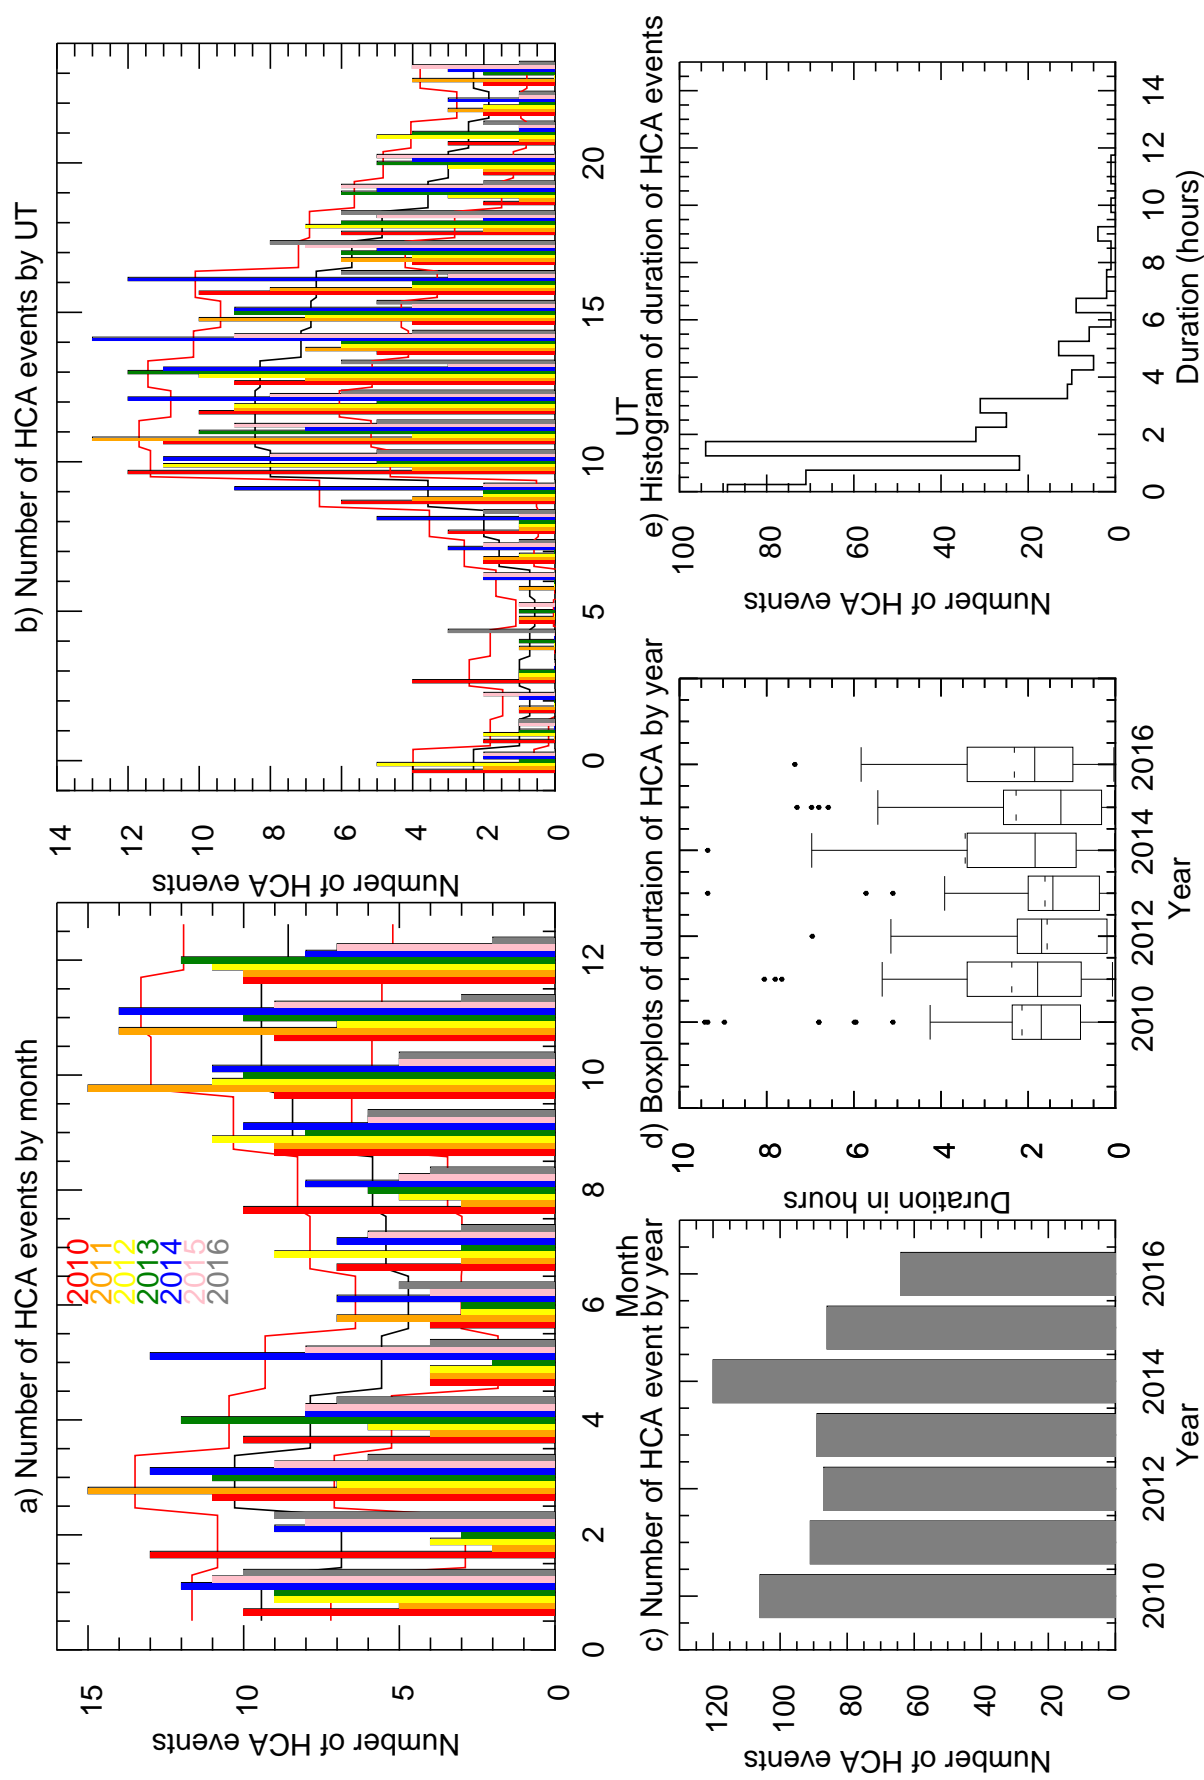 a) Number of HCA events by month
Number of HCA events
0 5 10 15
2010
2011
2012
2013
2014
2015
2016
0 2 4 6 8 10 12
Month
b) Number of HCA events by UT
Number of HCA events
0 2 4 6 8 10 12 14
0 5 10 15 20
UT
c) Number of HCA event by year
Number of HCA events
0 20 40 60 80 100 120
2010 2012 2014 2016
Year
d) Boxplots of durtaion of HCA by year
Duration in hours
0 2 4 6 8 10
2010 2012 2014 2016
Year
e) Histogram of duration of HCA events
Number of HCA events
0 20 40 60 80 100
0 2 4 6 8 10 12 14
Duration (hours)